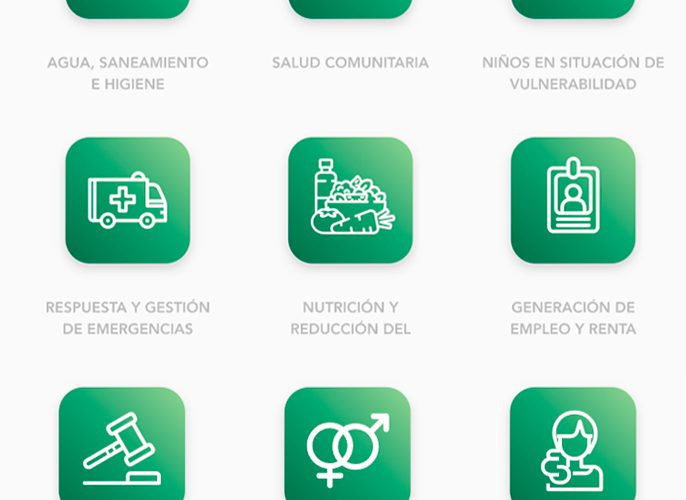 AGUA, SANEAMIENTO
E HIGIENE
SALUD COMUNITARIA
NIÑOS EN SITUACIÓN DE
VULNERABILIDAD
RESPUESTA Y GESTIÓN
DE EMERGENCIAS
NUTRICIÓN Y
REDUCCIÓN DEL
GENERACIÓN DE
EMPLEO Y RENTA